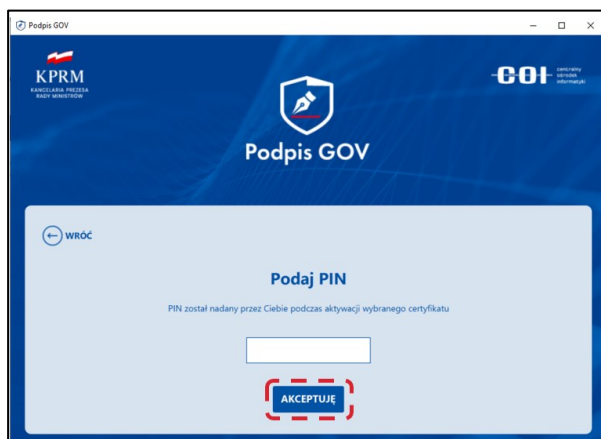 Podpis GOV
KPRM
KANCELARIA PREZESA
RADY MINISTRÓW
COI
centralny
ośrodek
informatyki
Podpis GOV
WRÓĆ
Podaj PIN
PIN został nadany przez Ciebie podczas aktywacji wybranego certyfikatu
AKCEPTUJĘ